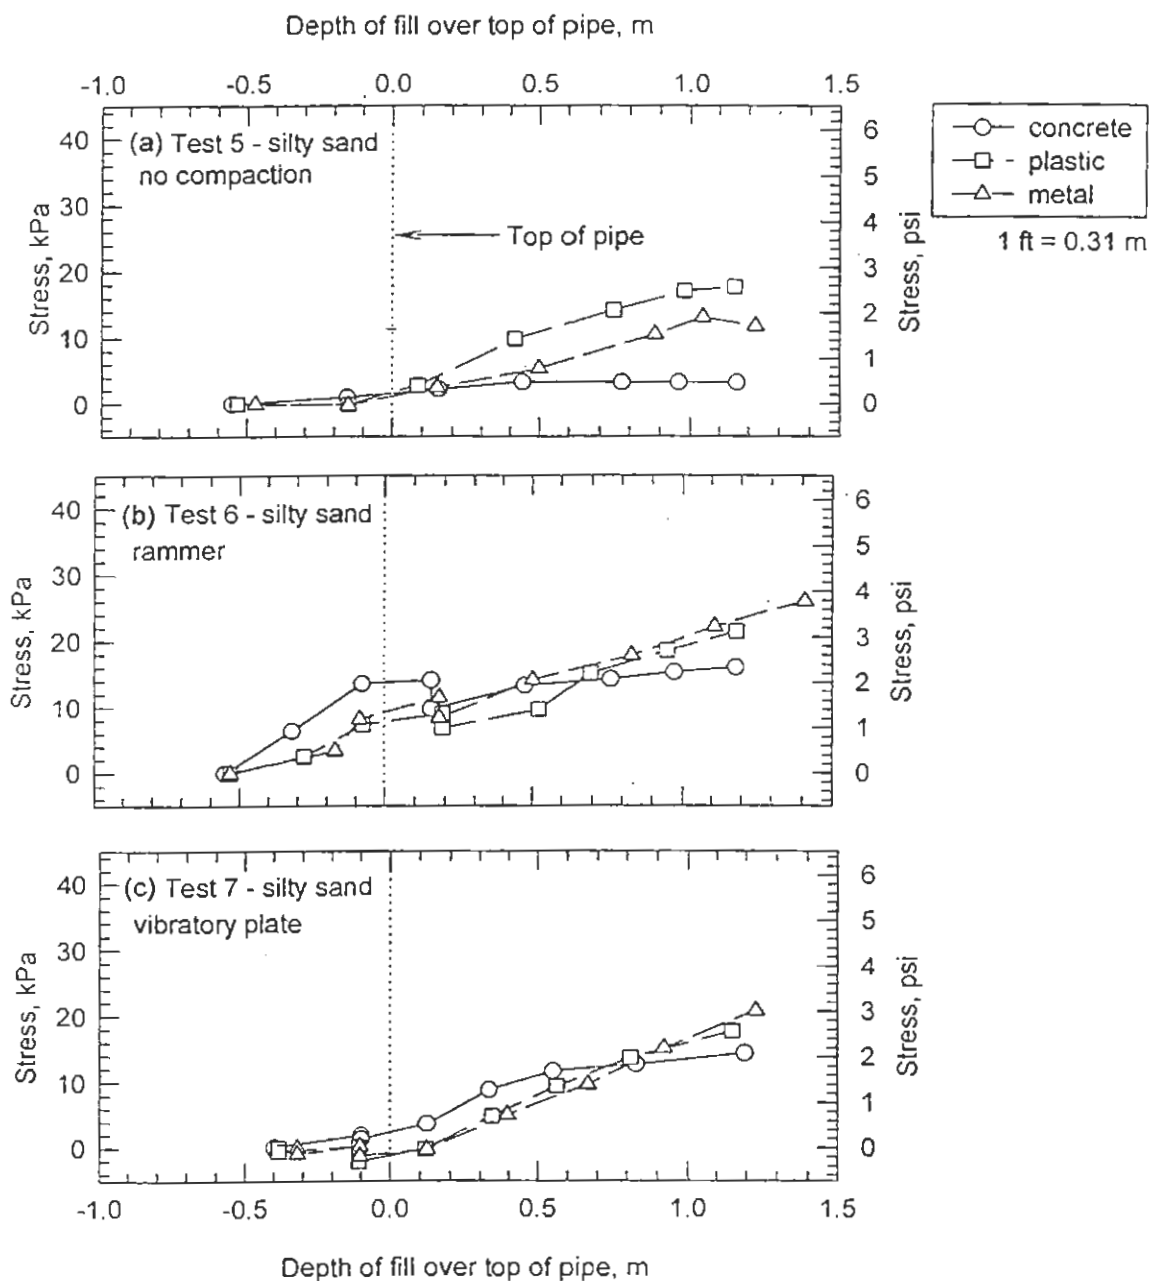 Depth of fill over top of pipe, m
-1.0 -0.5 0.0 0.5 1.0 1.5
(a) Test 5 - silty sand
no compaction
Top of pipe
40
30
20
10
0
Stress, kPa
6
5
4
3
2
1
0
Stress, psi
concrete
plastic
metal
1 ft = 0.31 m
(b) Test 6 - silty sand
rammer
40
30
20
10
0
Stress, kPa
6
5
4
3
2
1
0
Stress, psi
(c) Test 7 - silty sand
vibratory plate
40
30
20
10
0
Stress, kPa
6
5
4
3
2
1
0
Stress, psi
-1.0 -0.5 0.0 0.5 1.0 1.5
Depth of fill over top of pipe, m